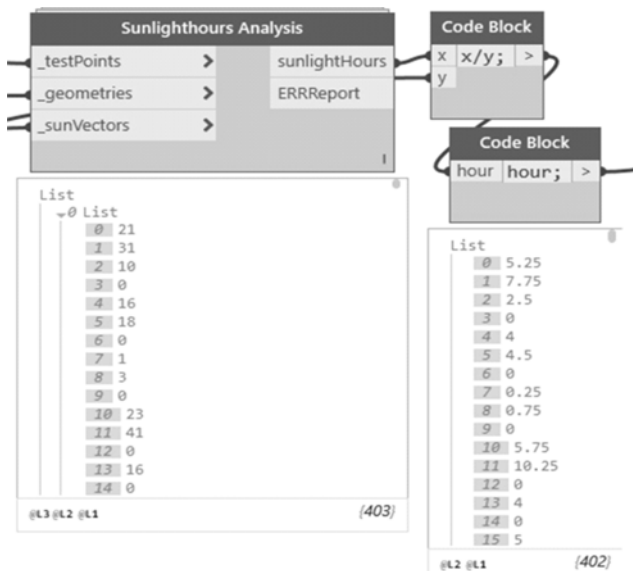 Sunlighthours Analysis
_testPoints > sunlightHours
_geometries > ERRReport
_sunVectors >
I
Code Block
x x/y; >
y
Code Block
hour hour; >
List
0 List
0 21
1 31
2 10
3 0
4 16
5 18
6 0
7 1
8 3
9 0
10 23
11 41
12 0
13 16
14 0
@L3 @L2 @L1 {403}
List
0 5.25
1 7.75
2 2.5
3 0
4 4
5 4.5
6 0
7 0.25
8 0.75
9 0
10 5.75
11 10.25
12 0
13 4
14 0
15 5
@L2 @L1 {402}